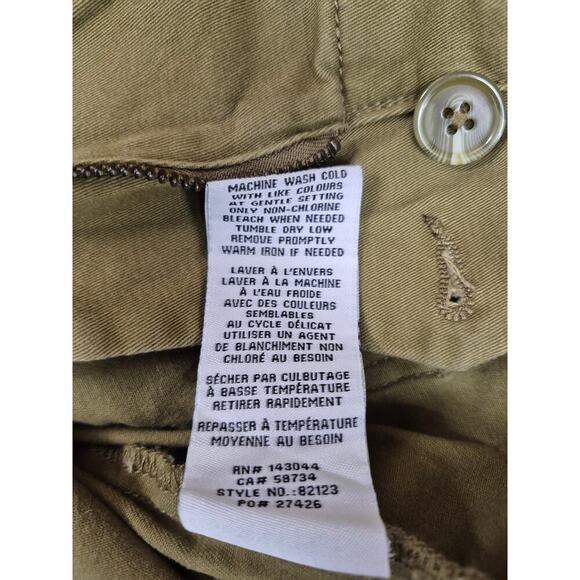 MACHINE WASH COLD
WITH LIKE COLOURS
AT GENTLE SETTING
ONLY NON-CHLORINE
BLEACH WHEN NEEDED
TUMBLE DRY LOW
REMOVE PROMPTLY
WARM IRON IF NEEDED
LAVER À L'ENVERS
LAVER À LA MACHINE
À L'EAU FROIDE
AVEC DES COULEURS
SEMBLABLES
AU CYCLE DÉLICAT
UTILISER UN AGENT
DE BLANCHIMENT NON
CHLORÉ AU BESOIN
SÉCHER PAR CULBUTAGE
À BASSE TEMPÉRATURE
RETIRER RAPIDEMENT
REPASSER À TEMPÉRATURE
MOYENNE AU BESOIN
RN# 143044
CA# 58734
STYLE NO.:82123
PO# 27426